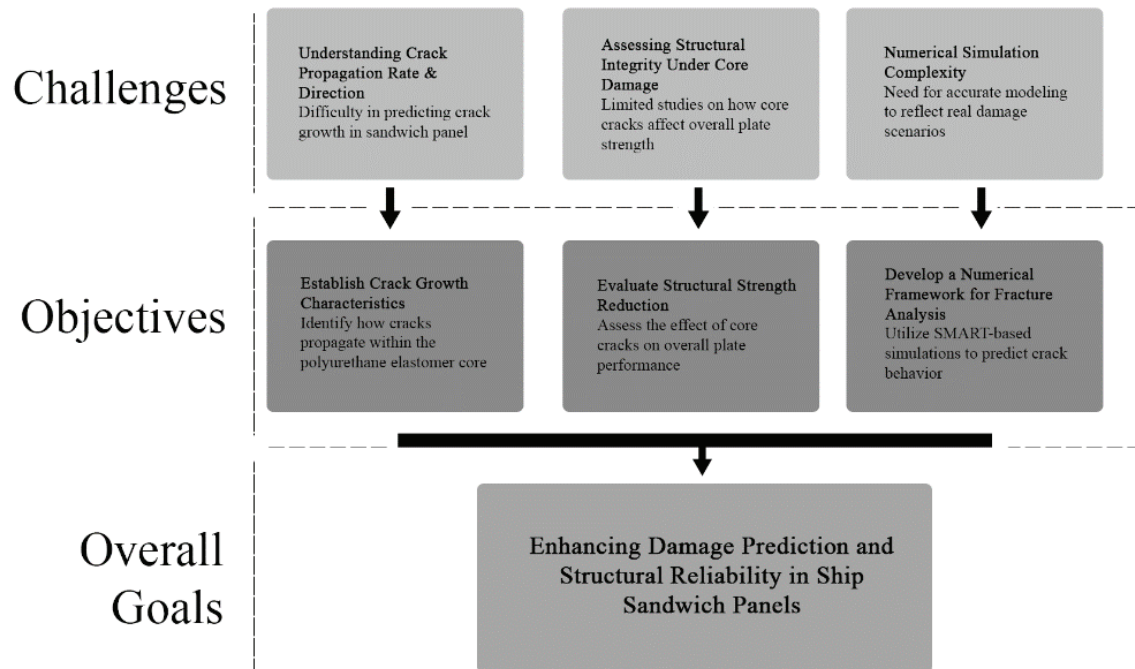 Challenges
Understanding Crack
Propagation Rate &
Direction
Difficulty in predicting crack
growth in sandwich panel
Assessing Structural
Integrity Under Core
Damage
Limited studies on how core
cracks affect overall plate
strength
Numerical Simulation
Complexity
Need for accurate modeling
to reflect real damage
scenarios
Objectives
Establish Crack Growth
Characteristics
Identify how cracks
propagate within the
polyurethane elastomer core
Evaluate Structural Strength
Reduction
Assess the effect of core
cracks on overall plate
performance
Develop a Numerical
Framework for Fracture
Analysis
Utilize SMART-based
simulations to predict crack
behavior
Overall
Goals
Enhancing Damage Prediction and
Structural Reliability in Ship
Sandwich Panels